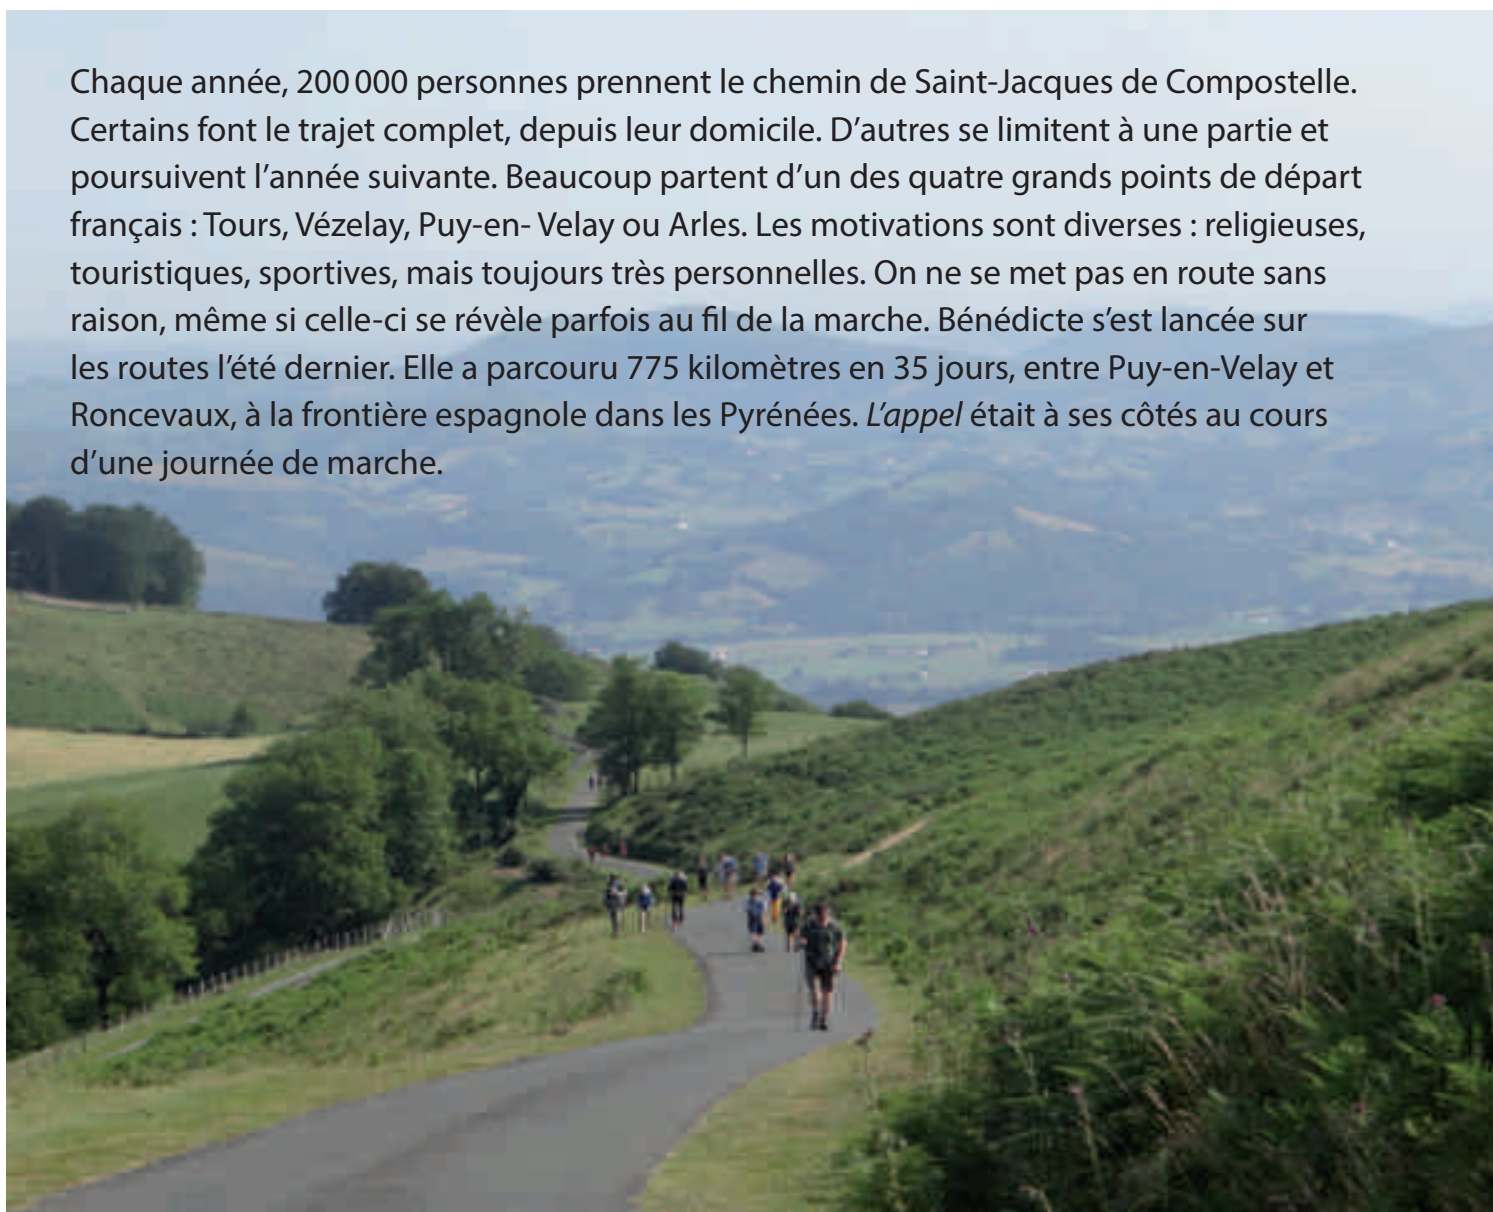 Chaque année, 200 000 personnes prennent le chemin de Saint-Jacques de Compostelle.
Certains font le trajet complet, depuis leur domicile. D’autres se limitent à une partie et
poursuivent l’année suivante. Beaucoup partent d’un des quatre grands points de départ
français : Tours, Vézelay, Puy-en- Velay ou Arles. Les motivations sont diverses : religieuses,
touristiques, sportives, mais toujours très personnelles. On ne se met pas en route sans
raison, même si celle-ci se révèle parfois au fil de la marche. Bénédicte s’est lancée sur
les routes l’été dernier. Elle a parcouru 775 kilomètres en 35 jours, entre Puy-en-Velay et
Roncevaux, à la frontière espagnole dans les Pyrénées. L’appel était à ses côtés au cours
d’une journée de marche.